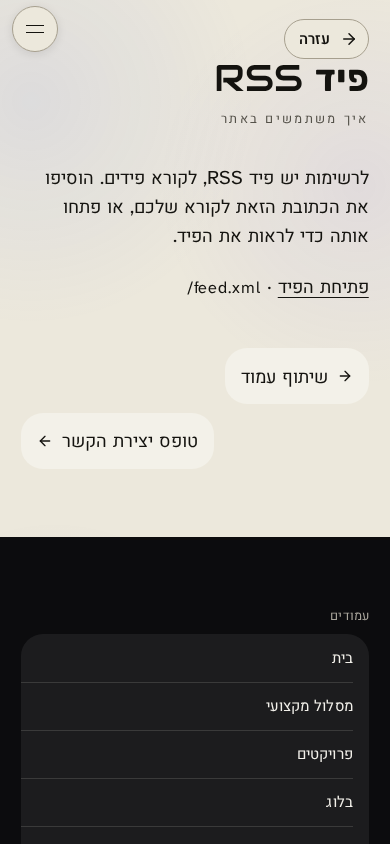 עזרה
פיד RSS
איך משתמשים באתר
לרשימות יש פיד RSS, לקורא פידים. הוסיפו
את הכתובת הזאת לקורא שלכם, או פתחו
אותה כדי לראות את הפיד.
פתיחת הפיד · /feed.xml
שיתוף עמוד
טופס יצירת הקשר
עמודים
בית
מסלול מקצועי
פרויקטים
בלוג